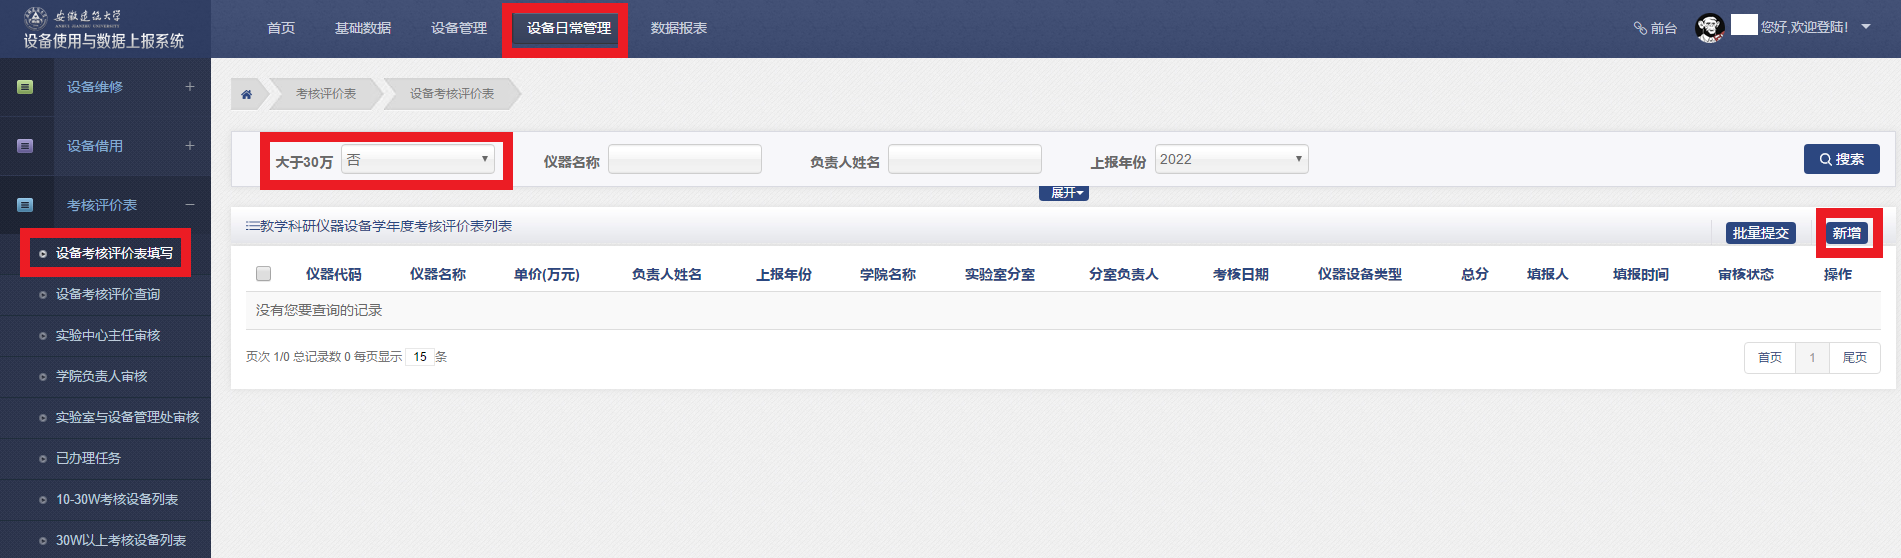 安徽建筑大学
ANHUI JIANZHU UNIVERSITY
设备使用与数据上报系统
首页 基础数据 设备管理 设备日常管理 数据报表
前台 您好,欢迎登陆!
设备维修 +
设备借用 +
考核评价表 −
设备考核评价表填写
设备考核评价查询
实验中心主任审核
学院负责人审核
实验室与设备管理处审核
已办理任务
10-30W考核设备列表
30W以上考核设备列表
考核评价表 设备考核评价表
大于30万 否 仪器名称 负责人姓名 上报年份 2022 搜索
展开
教学科研仪器设备学年度考核评价表列表 批量提交 新增
仪器代码 仪器名称 单价(万元) 负责人姓名 上报年份 学院名称 实验室分室 分室负责人 考核日期 仪器设备类型 总分 填报人 填报时间 审核状态 操作
没有您要查询的记录
页次 1/0 总记录数 0 每页显示 15 条 首页 1 尾页